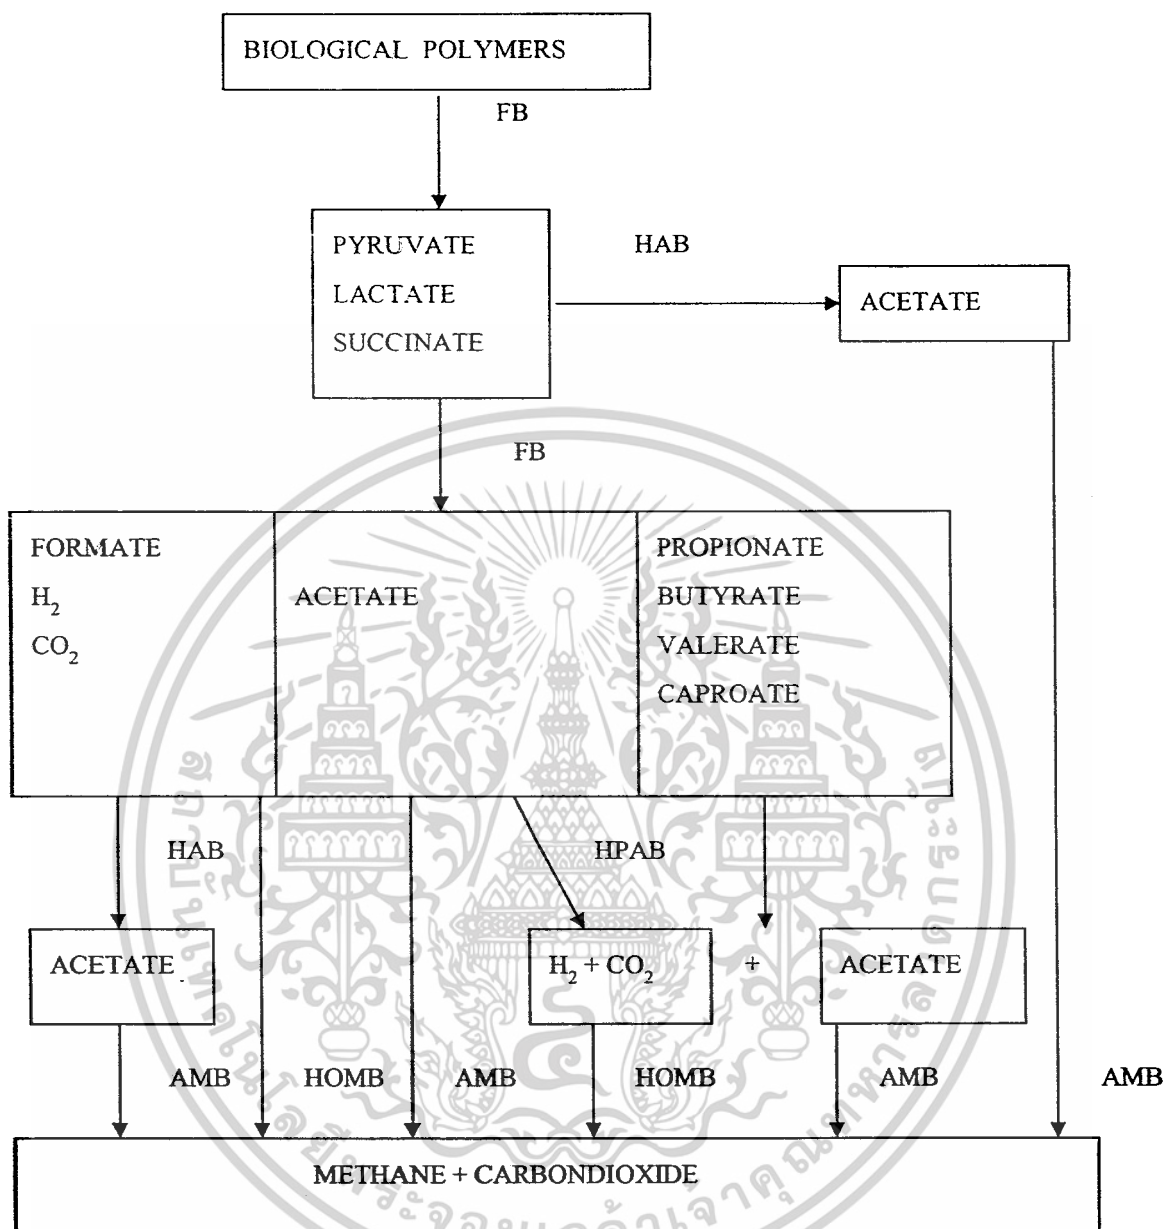 BIOLOGICAL POLYMERS
FB
PYRUVATE
LACTATE
SUCCINATE
HAB
ACETATE
FB
FORMATE
H₂
CO₂
ACETATE
PROPIONATE
BUTYRATE
VALERATE
CAPROATE
HAB
HPAB
ACETATE
H₂ + CO₂
+
ACETATE
AMB
HOMB
AMB
HOMB
AMB
AMB
METHANE + CARBONDIOXIDE